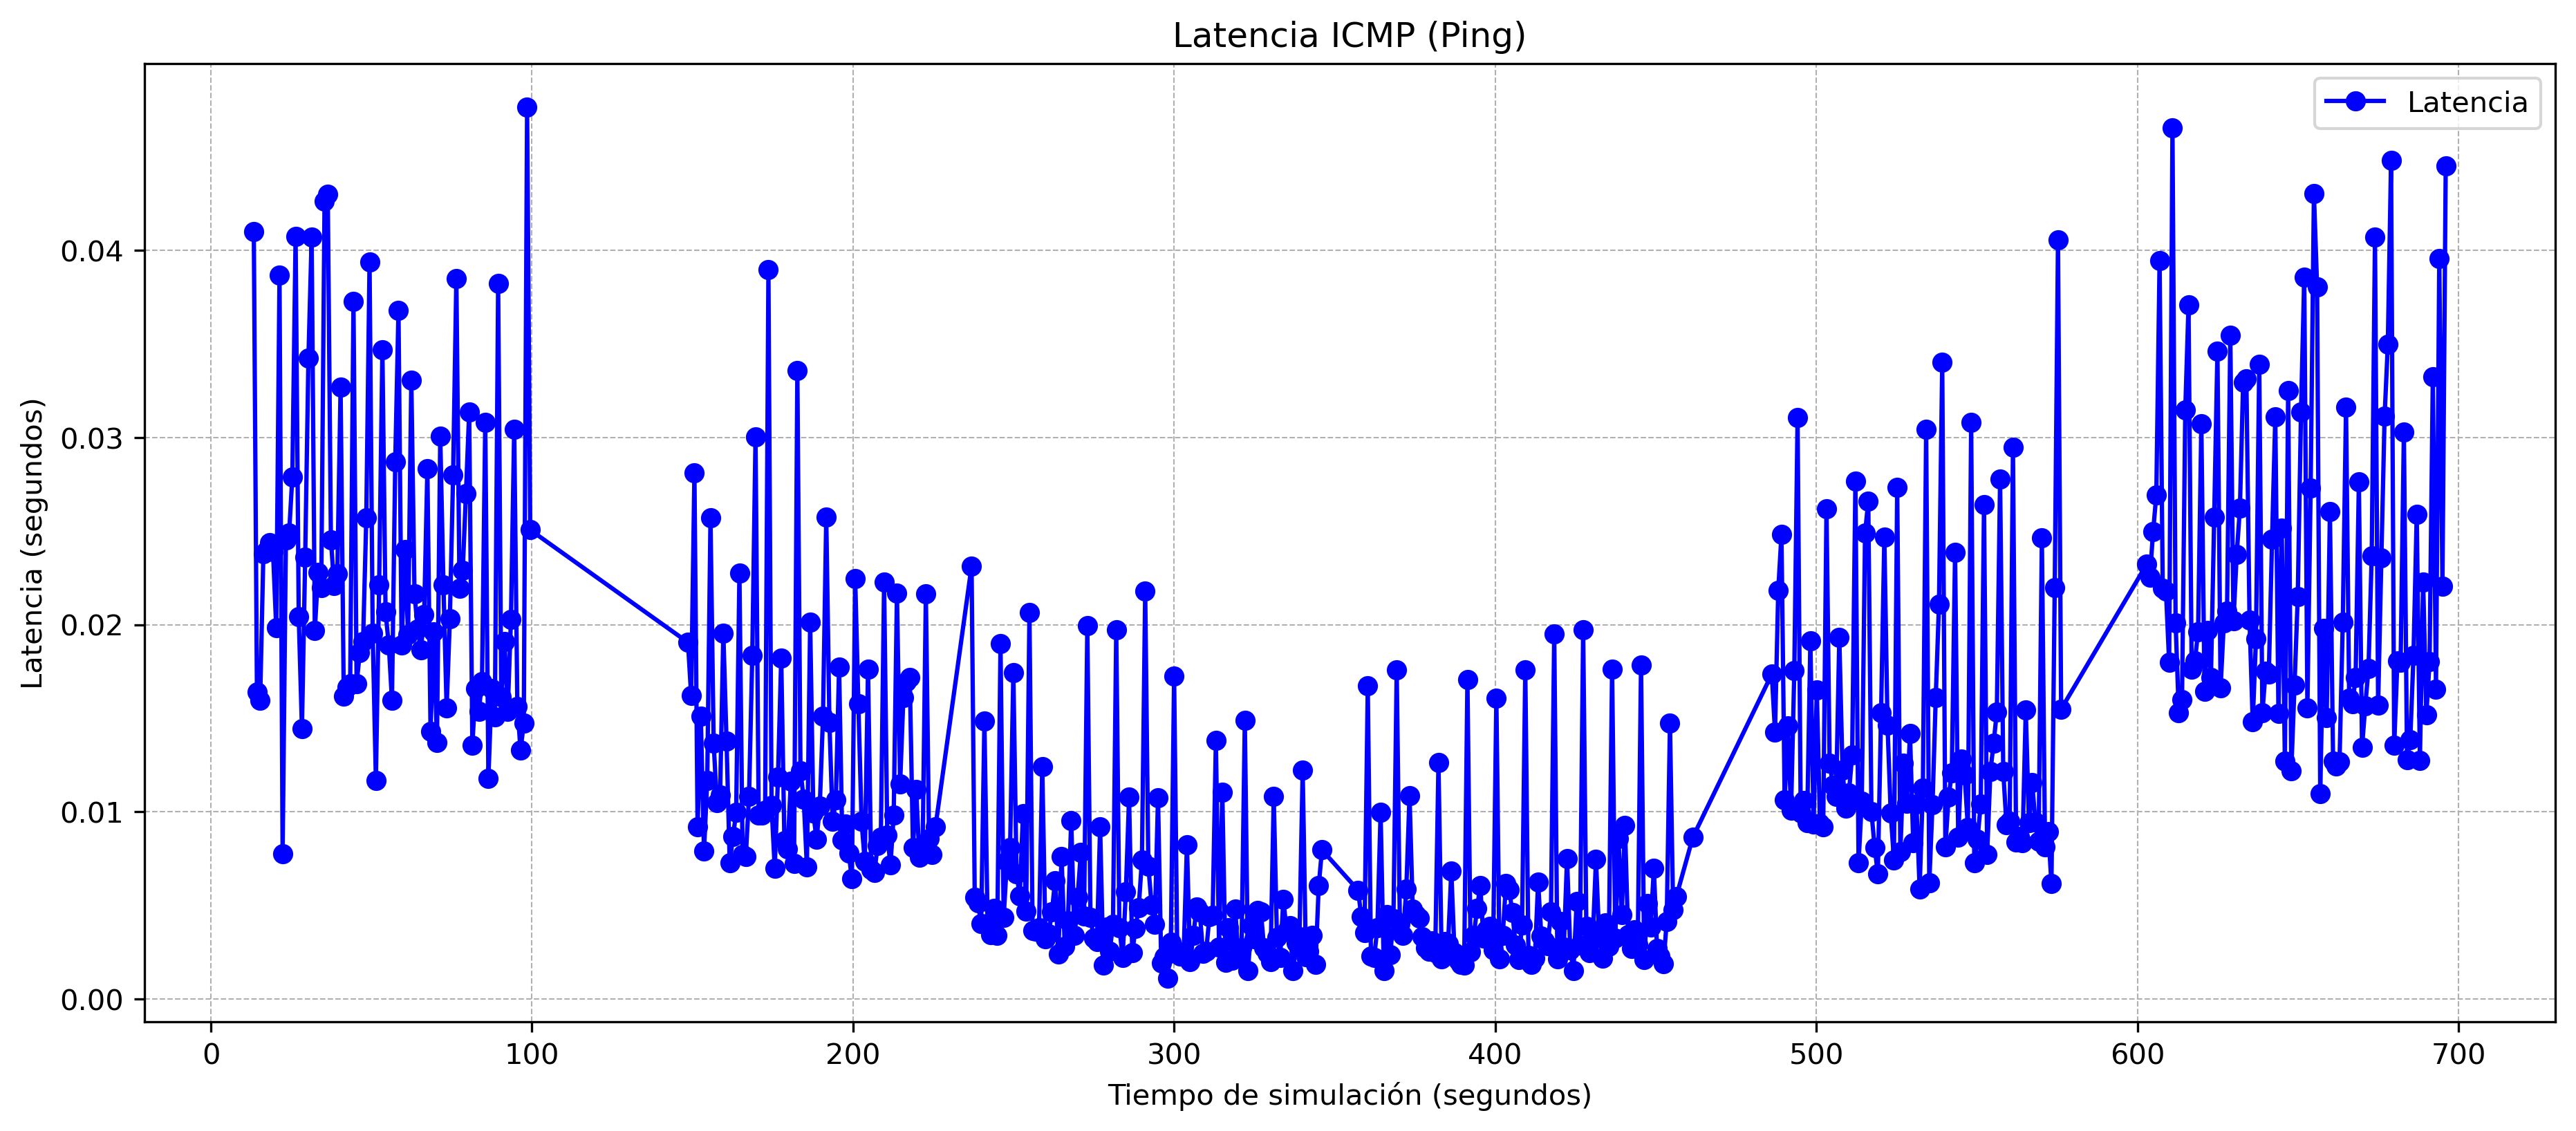 Latencia ICMP (Ping)
Latencia
Latencia (segundos)
0.04
0.03
0.02
0.01
0.00
0 100 200 300 400 500 600 700
Tiempo de simulación (segundos)